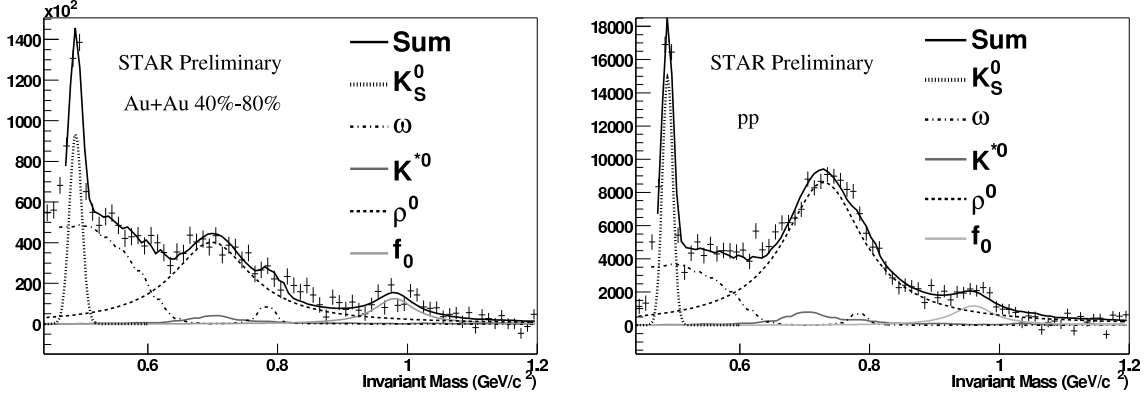 x10²
1400
1200
1000
800
600
400
200
0
STAR Preliminary
Au+Au 40%-80%
Sum
K⁰_S
ω
K*⁰
ρ⁰
f₀
0.6
0.8
1
1.2
Invariant Mass (GeV/c²)
18000
16000
14000
12000
10000
8000
6000
4000
2000
0
STAR Preliminary
pp
Sum
K⁰_S
ω
K*⁰
ρ⁰
f₀
0.6
0.8
1
1.2
Invariant Mass (GeV/c²)